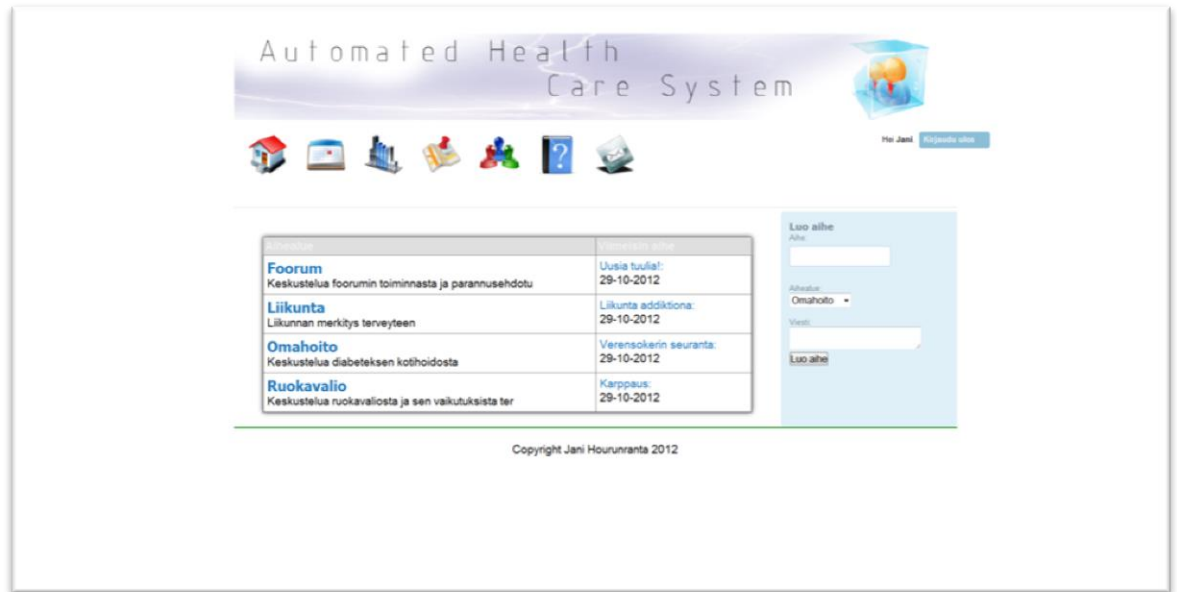 Automated Health
Care System
Hei Jani Kirjaudu ulos
Aihealue Viimeisin aihe
Foorum Uusia tuulia!:
Keskustelua foorumin toiminnasta ja parannusehdotu 29-10-2012
Liikunta Liikunta addiktiona:
Liikunnan merkitys terveyteen 29-10-2012
Omahoito Verensokerin seuranta:
Keskustelua diabeteksen kotihoidosta 29-10-2012
Ruokavalio Karppaus:
Keskustelua ruokavaliosta ja sen vaikutuksista ter 29-10-2012
Luo aihe
Aihe:
Aihealue:
Omahoito
Viesti:
Luo aihe
Copyright Jani Hourunranta 2012